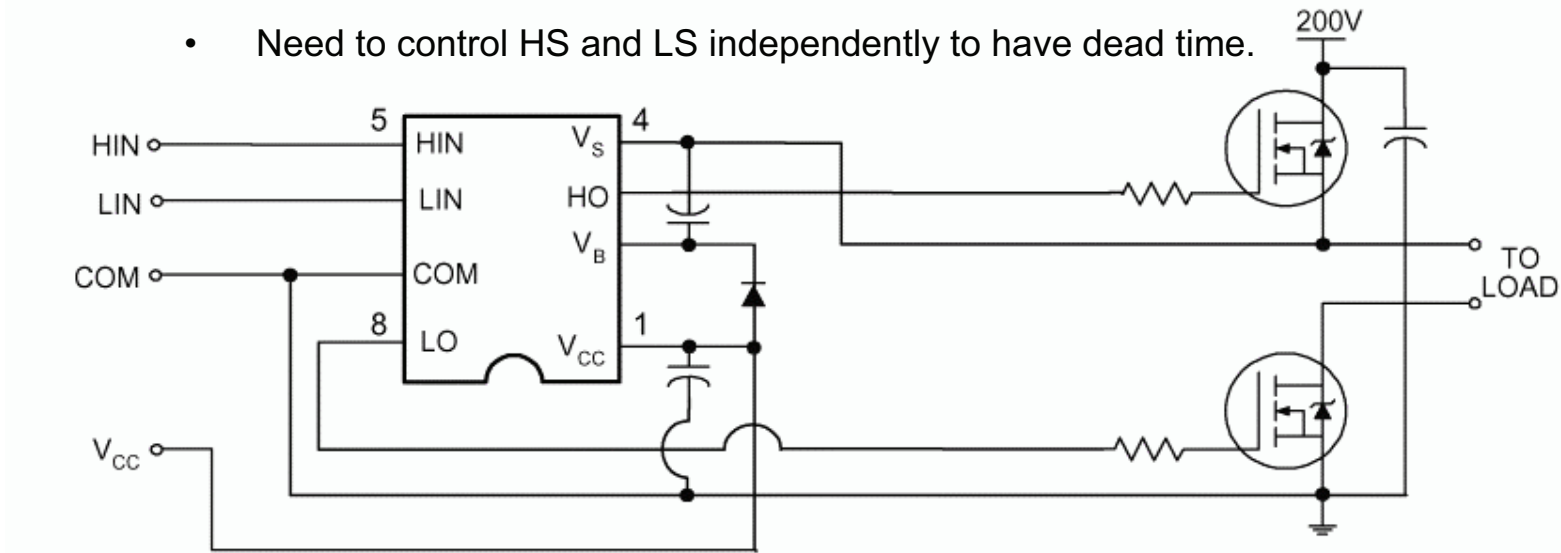 • Need to control HS and LS independently to have dead time.
200V
HIN
5
HIN
VS
4
LIN
LIN
HO
VB
COM
COM
TO
LOAD
8
LO
VCC
1
VCC